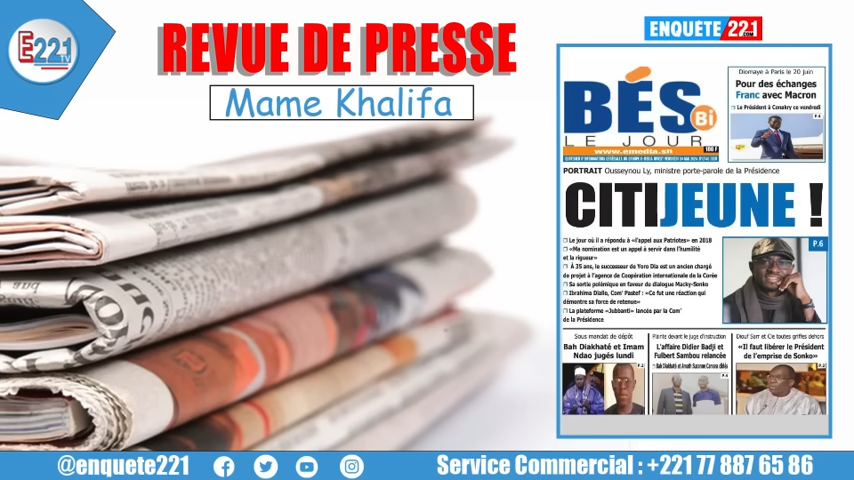 E221
TV
REVUE DE PRESSE
Mame Khalifa
ENQUÊTE 221
.COM
BÉS Bi
LE JOUR
www.emedia.sn
100 F
Diomaye à Paris le 20 juin
Pour des échanges
Franc avec Macron
Le Président à Conakry ce vendredi
PORTRAIT Ousseynou Ly, ministre porte-parole de la Présidence
CITIJEUNE !
Le jour où il a répondu à «l'appel aux Patriotes» en 2018
«Ma nomination est un appel à servir dans l'humilité
et la rigueur»
À 35 ans, le successeur de Yoro Dia est un ancien chargé
de projet à l'agence de Coopération internationale de la Corée
Sa sortie polémique en faveur du dialogue Macky-Sonko
Ibrahima Diallo, Com' Pastef : «Ce fut une réaction qui
démontre sa force de retenue»
La plateforme «Jubbanti» lancée par la Com'
de la Présidence
P.6
Sous mandat de dépôt
Bah Diakhaté et Imam
Ndao jugés lundi
Plainte devant le juge d'instruction
L'affaire Didier Badji et
Fulbert Sambou relancée
Diouf Sarr et Cie toutes griffes dehors
«Il faut libérer le Président
de l'emprise de Sonko»
@enquete221
Service Commercial : +221 77 887 65 86